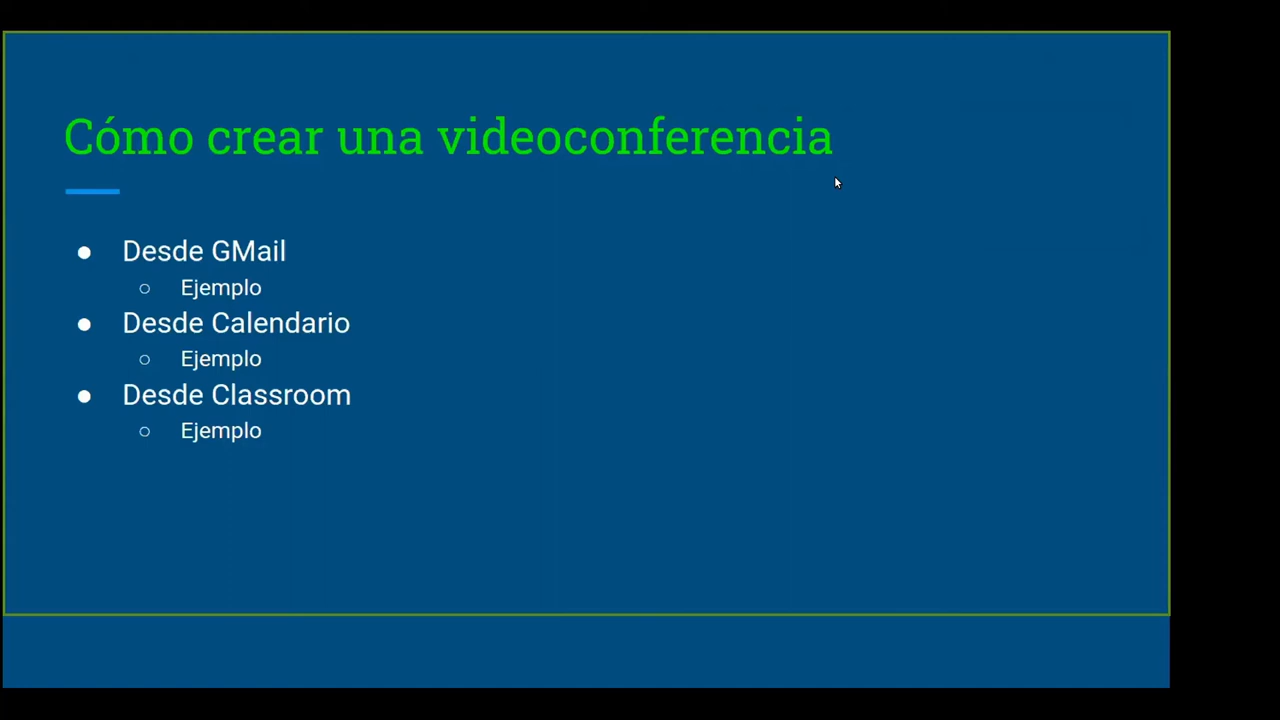 Cómo crear una videoconferencia
● Desde GMail
○ Ejemplo
● Desde Calendario
○ Ejemplo
● Desde Classroom
○ Ejemplo